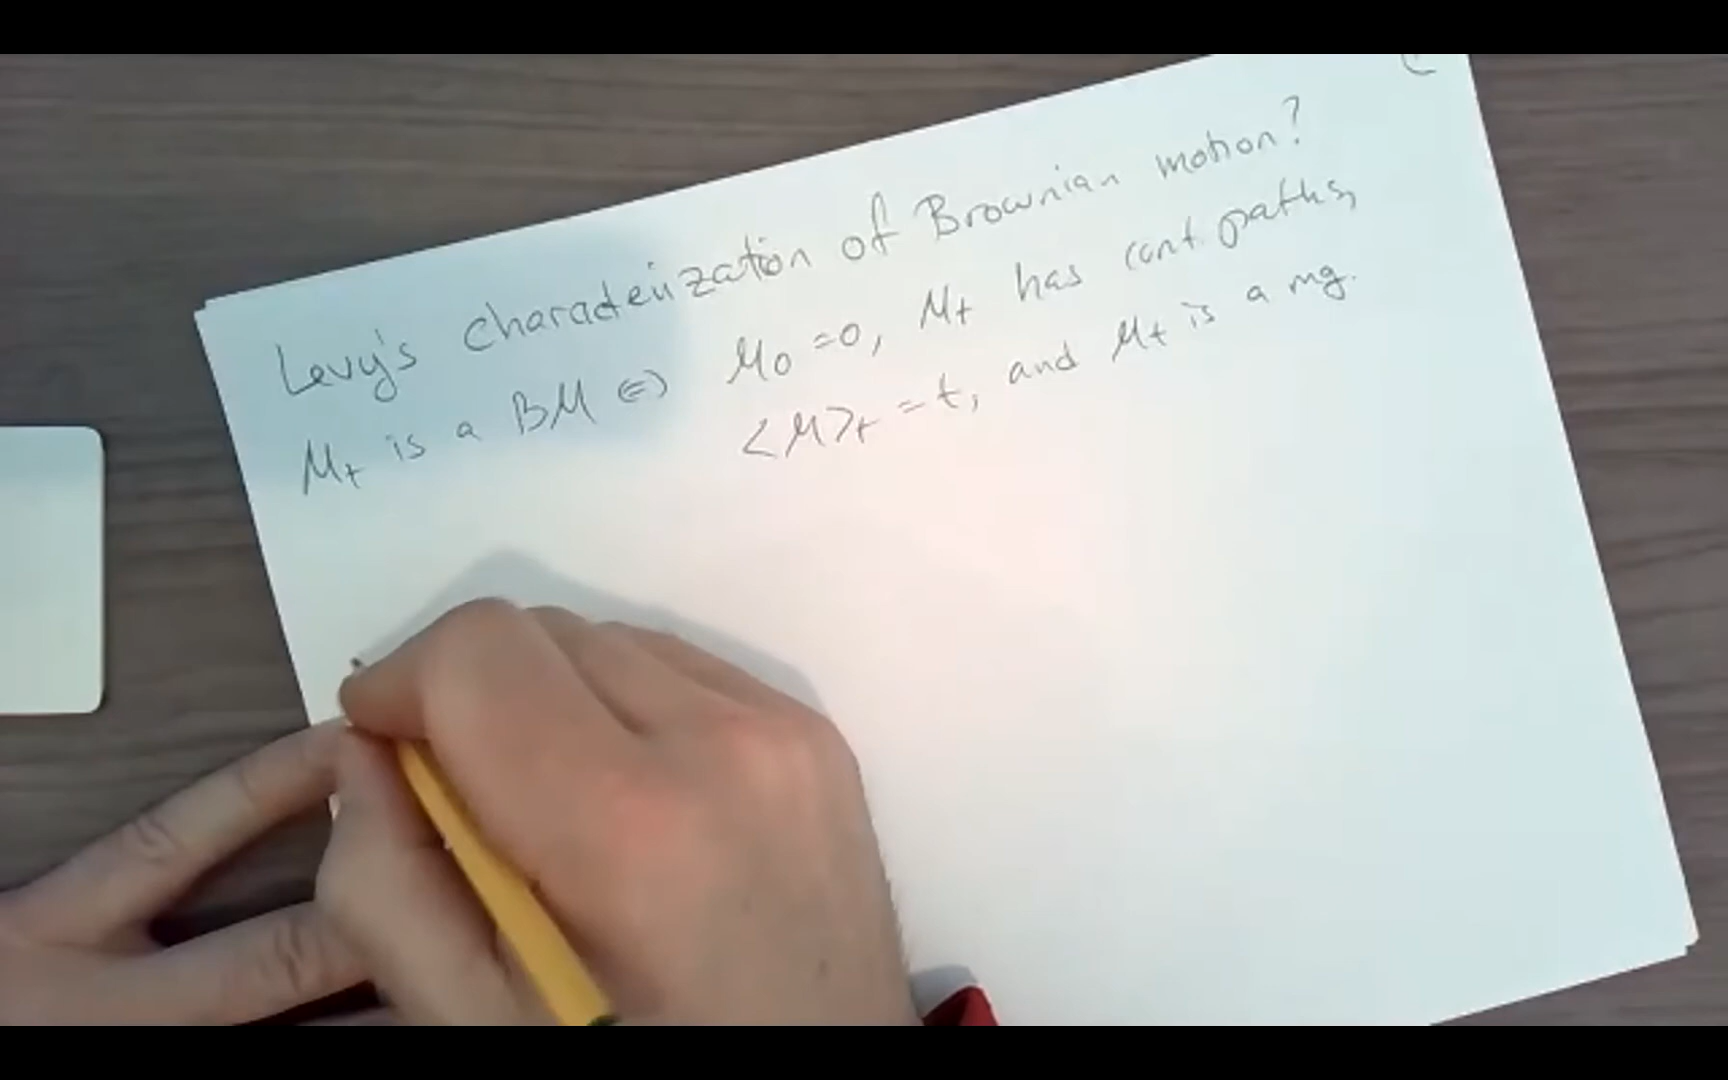 Levy's characterization of Brownian motion?
Mt is a BM <=> M0 = 0, Mt has cont. paths,
<M>t = t, and Mt is a mg.